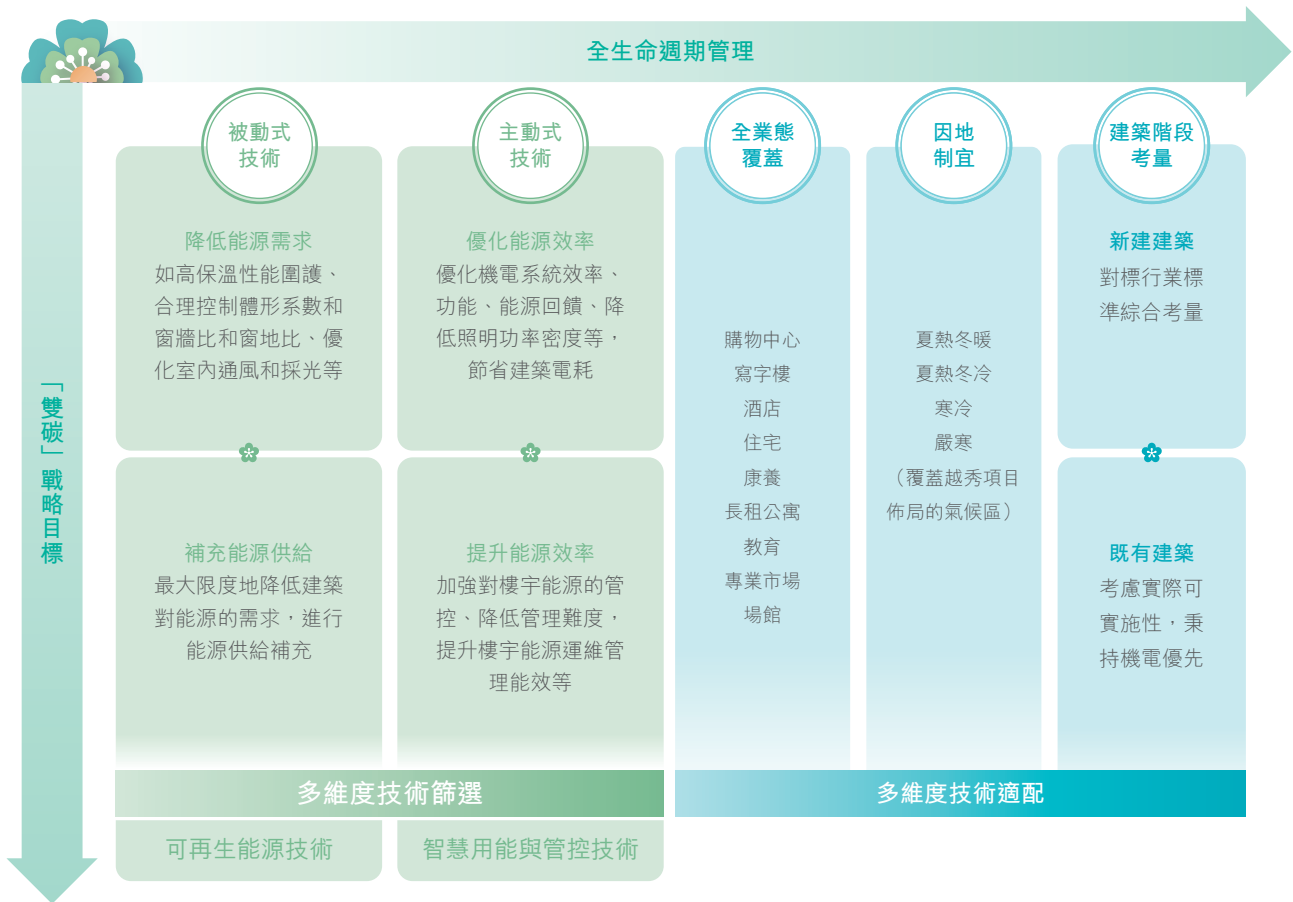 全生命週期管理
「雙碳」戰略目標
被動式
技術
降低能源需求
如高保溫性能圍護、
合理控制體形系數和
窗牆比和窗地比、優
化室內通風和採光等
補充能源供給
最大限度地降低建築
對能源的需求，進行
能源供給補充
主動式
技術
優化能源效率
優化機電系統效率、
功能、能源回饋、降
低照明功率密度等，
節省建築電耗
提升能源效率
加強對樓宇能源的管
控、降低管理難度，
提升樓宇能源運維管
理能效等
多維度技術篩選
可再生能源技術
智慧用能與管控技術
全業態
覆蓋
購物中心
寫字樓
酒店
住宅
康養
長租公寓
教育
專業市場
場館
因地
制宜
夏熱冬暖
夏熱冬冷
寒冷
嚴寒
（覆蓋越秀項目
佈局的氣候區）
建築階段
考量
新建建築
對標行業標
準綜合考量
既有建築
考慮實際可
實施性，秉
持機電優先
多維度技術適配